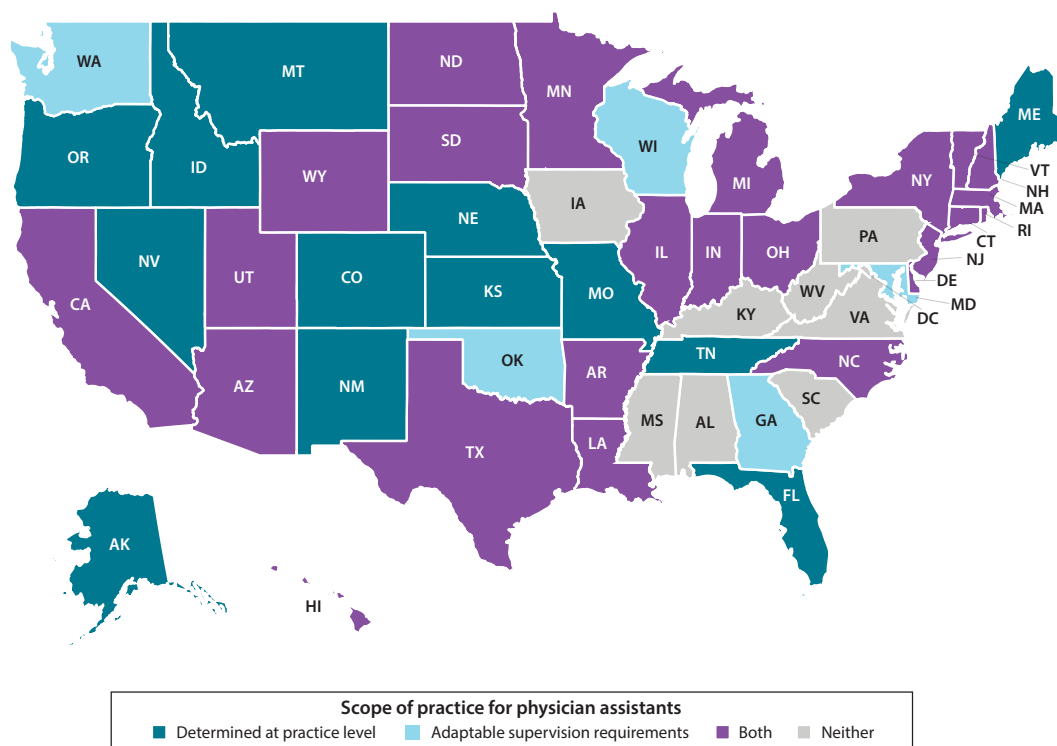 WA
MT
ND
MN
ME
OR
ID
SD
WI
WY
MI
NY
VT
NH
MA
RI
CT
IA
NE
PA
NJ
NV
UT
CO
IL
IN
OH
DE
MD
DC
CA
KS
MO
WV
KY
VA
TN
NC
AZ
NM
OK
AR
SC
MS
AL
GA
TX
LA
FL
AK
HI
Scope of practice for physician assistants
Determined at practice level Adaptable supervision requirements Both Neither